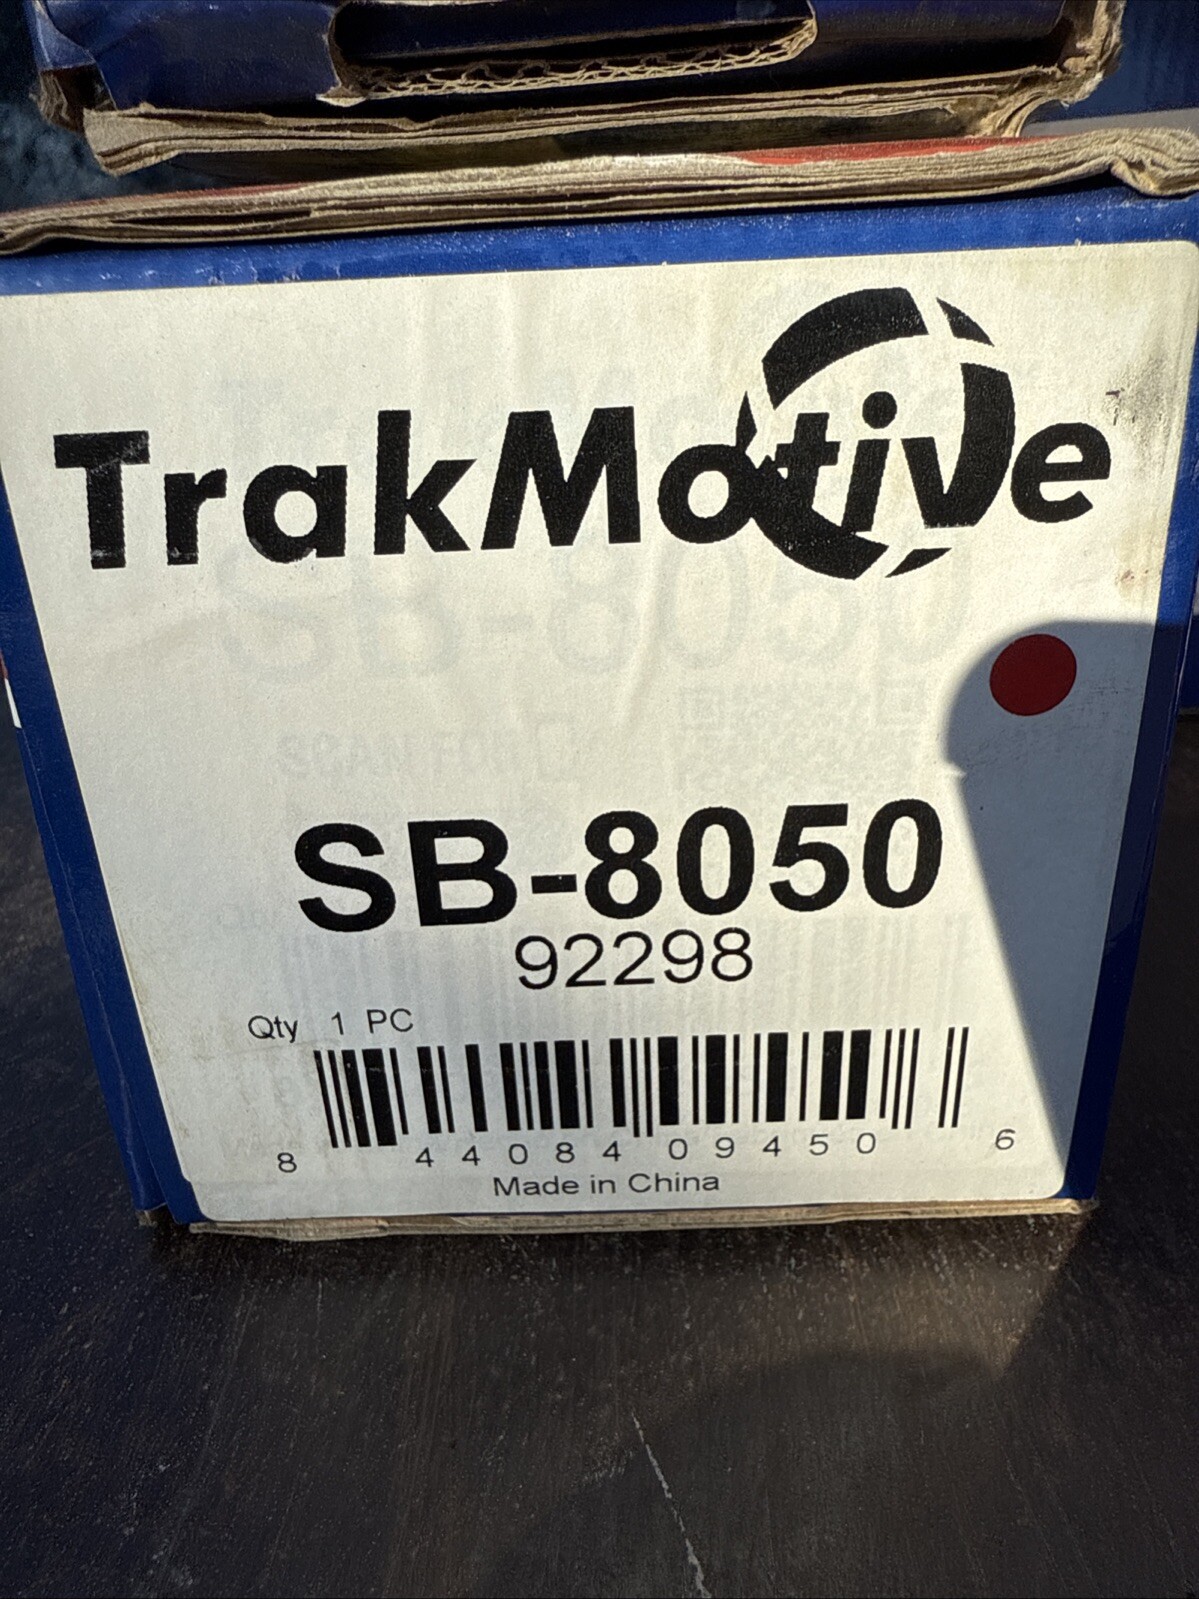 TrakMotive
SB-8050
92298
Qty 1 PC
8 44084 09450 6
Made in China